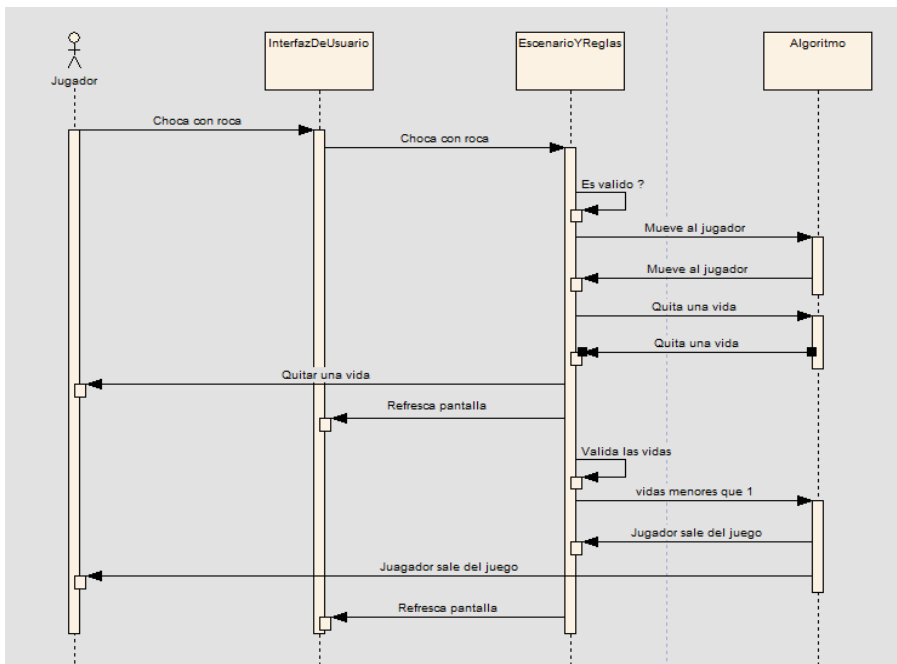 InterfazDeUsuario
EscenarioYReglas
Algoritmo
Jugador
Choca con roca
Choca con roca
Es valido ?
Mueve al jugador
Mueve al jugador
Quita una vida
Quita una vida
Quitar una vida
Refresca pantalla
Valida las vidas
vidas menores que 1
Jugador sale del juego
Juagador sale del juego
Refresca pantalla